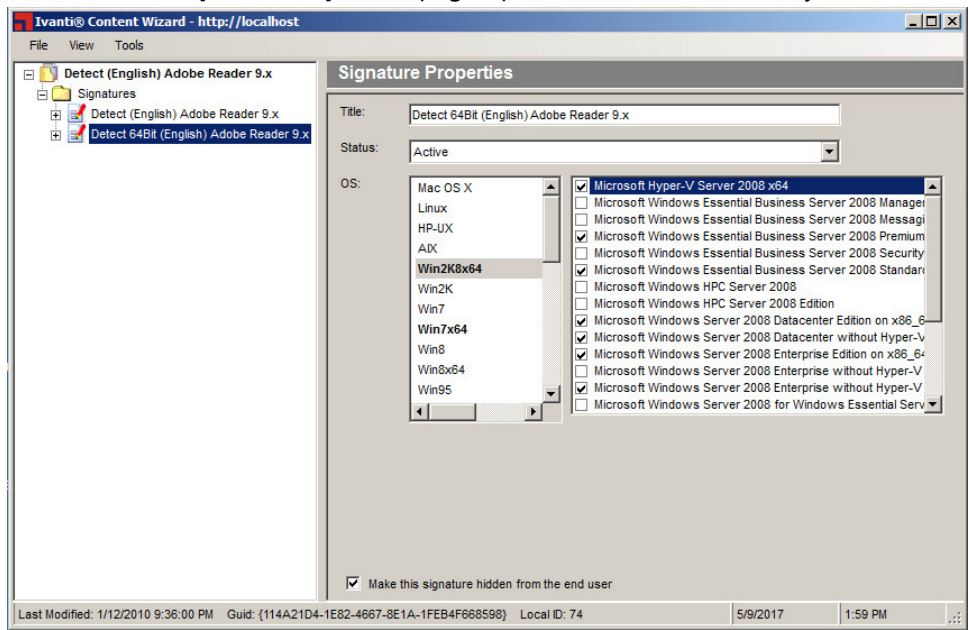 Ivanti® Content Wizard - http://localhost
File View Tools
Detect (English) Adobe Reader 9.x
Signatures
Detect (English) Adobe Reader 9.x
Detect 64Bit (English) Adobe Reader 9.x
Signature Properties
Title: Detect 64Bit (English) Adobe Reader 9.x
Status: Active
OS:
Mac OS X
Linux
HP-UX
AIX
Win2K8x64
Win2K
Win7
Win7x64
Win8
Win8x64
Win95
Microsoft Hyper-V Server 2008 x64
Microsoft Windows Essential Business Server 2008 Manager
Microsoft Windows Essential Business Server 2008 Messagi
Microsoft Windows Essential Business Server 2008 Premium
Microsoft Windows Essential Business Server 2008 Security
Microsoft Windows Essential Business Server 2008 Standar
Microsoft Windows HPC Server 2008
Microsoft Windows HPC Server 2008 Edition
Microsoft Windows Server 2008 Datacenter Edition on x86_6
Microsoft Windows Server 2008 Datacenter without Hyper-V
Microsoft Windows Server 2008 Enterprise Edition on x86_64
Microsoft Windows Server 2008 Enterprise without Hyper-V
Microsoft Windows Server 2008 Enterprise without Hyper-V
Microsoft Windows Server 2008 for Windows Essential Serv
Make this signature hidden from the end user
Last Modified: 1/12/2010 9:36:00 PM Guid: {114A21D4-1E82-4667-8E1A-1FEB4F668598} Local ID: 74 5/9/2017 1:59 PM